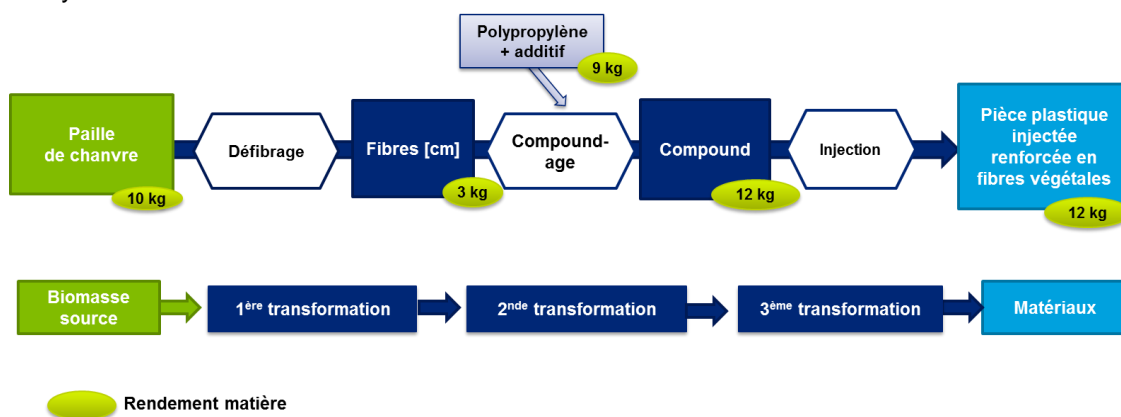 Polypropylène
+ additif
9 kg
Paille
de chanvre
10 kg
Défibrage
Fibres [cm]
3 kg
Compound-
age
Compound
12 kg
Injection
Pièce plastique
injectée
renforcée en
fibres végétales
12 kg
Biomasse
source
1ère transformation
2nde transformation
3ème transformation
Matériaux
Rendement matière